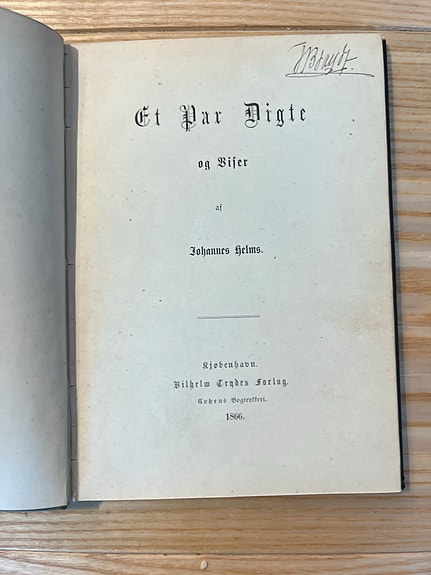 Et Par Digte
og Viser
af
Johannes Helms.
Kjøbenhavn.
Vilhelm Trydes Forlag.
Cohens Bogtrykkeri.
1866.